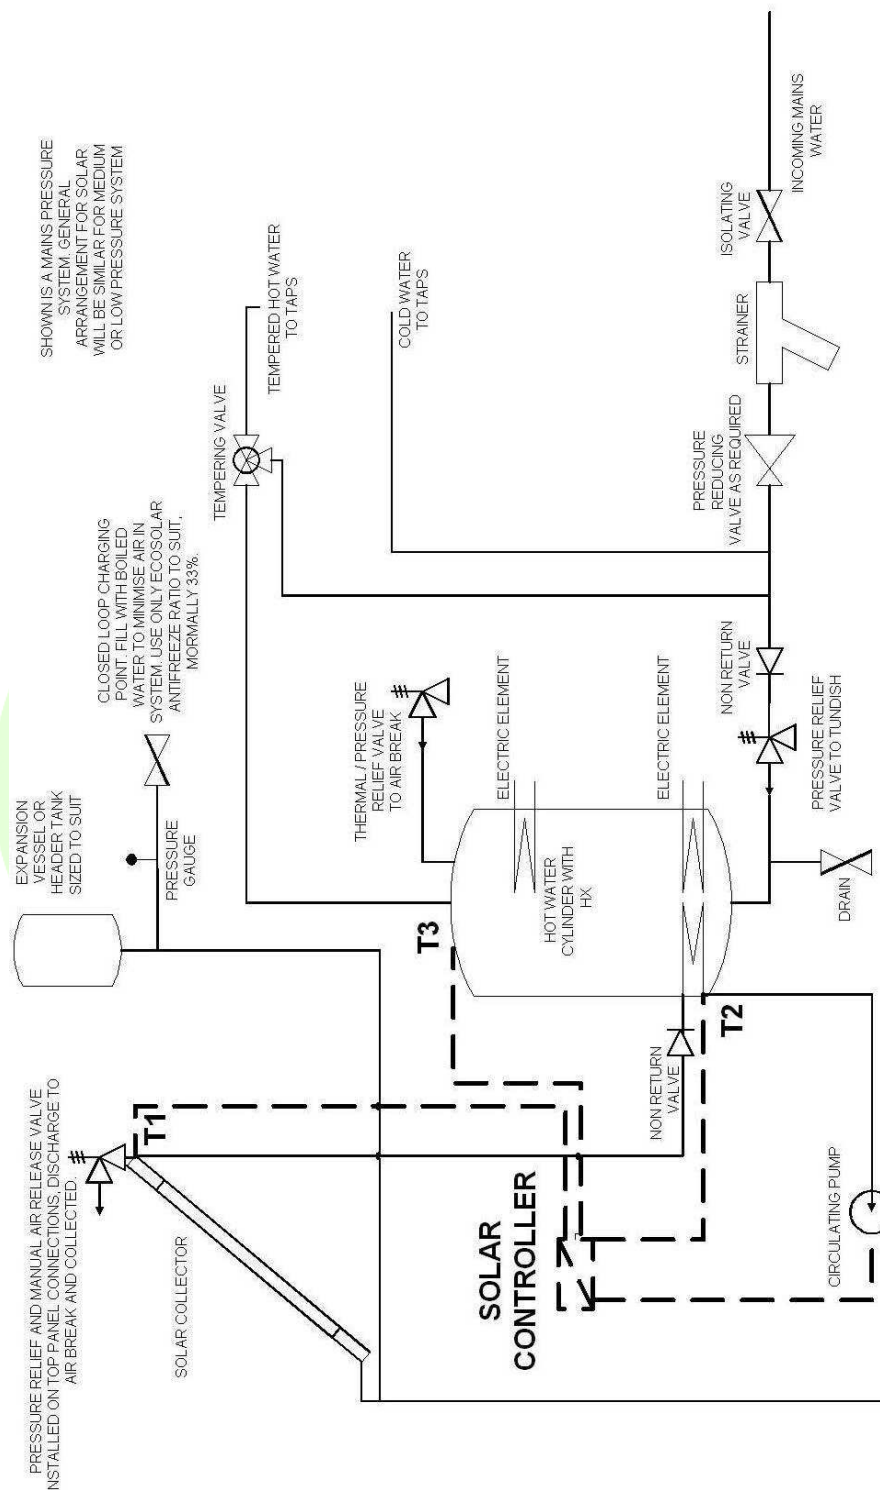 PRESSURE RELIEF AND MANUAL AIR RELEASE VALVE
NSTALLED ON TOP PANEL CONNECTIONS, DISCHARGE TO
AIR BREAK AND COLLECTED.
T1
SOLAR COLLECTOR
EXPANSION
VESSEL OR
HEADER TANK
SIZED TO SUIT
PRESSURE
GAUGE
CLOSED LOOP CHARGING
POINT. FILL WITH BOILED
WATER TO MINIMISE AIR IN
SYSTEM. USE ONLY ECOSOLAR
ANTIFREEZE RATIO TO SUIT,
MORMALLY 33%.
SHOWN IS A MAINS PRESSURE
SYSTEM. GENERAL
ARRANGEMENT FOR SOLAR
WILL BE SIMILAR FOR MEDIUM
OR LOW PRESSURE SYSTEM
TEMPERING VALVE
TEMPERED HOT WATER
TO TAPS
COLD WATER
TO TAPS
THERMAL / PRESSURE
RELIEF VALVE
TO AIR BREAK
T3
ELECTRIC ELEMENT
HOT WATER
CYLINDER WITH
HX
ELECTRIC ELEMENT
SOLAR
CONTROLLER
NON RETURN
VALVE
T2
NON RETURN
VALVE
PRESSURE
REDUCING
VALVE AS REQUIRED
STRAINER
ISOLATING
VALVE
INCOMING MAINS
WATER
PRESSURE RELIEF
VALVE TO TUNDISH
DRAIN
CIRCULATING PUMP